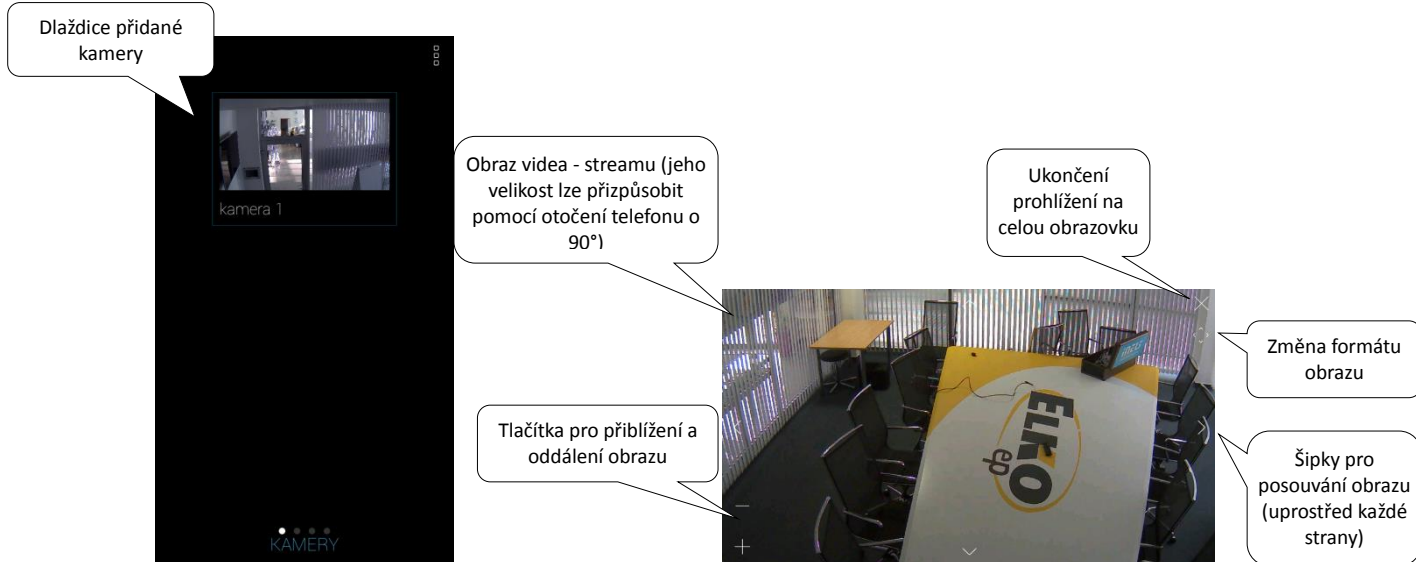 Dlaždice přidané
kamery
kamera 1
KAMERY
Obraz videa - streamu (jeho
velikost lze přizpůsobit
pomocí otočení telefonu o
90°)
Tlačítka pro přiblížení a
oddálení obrazu
Ukončení
prohlížení na
celou obrazovku
Změna formátu
obrazu
Šipky pro
posouvání obrazu
(uprostřed každé
strany)
ELKO
ep